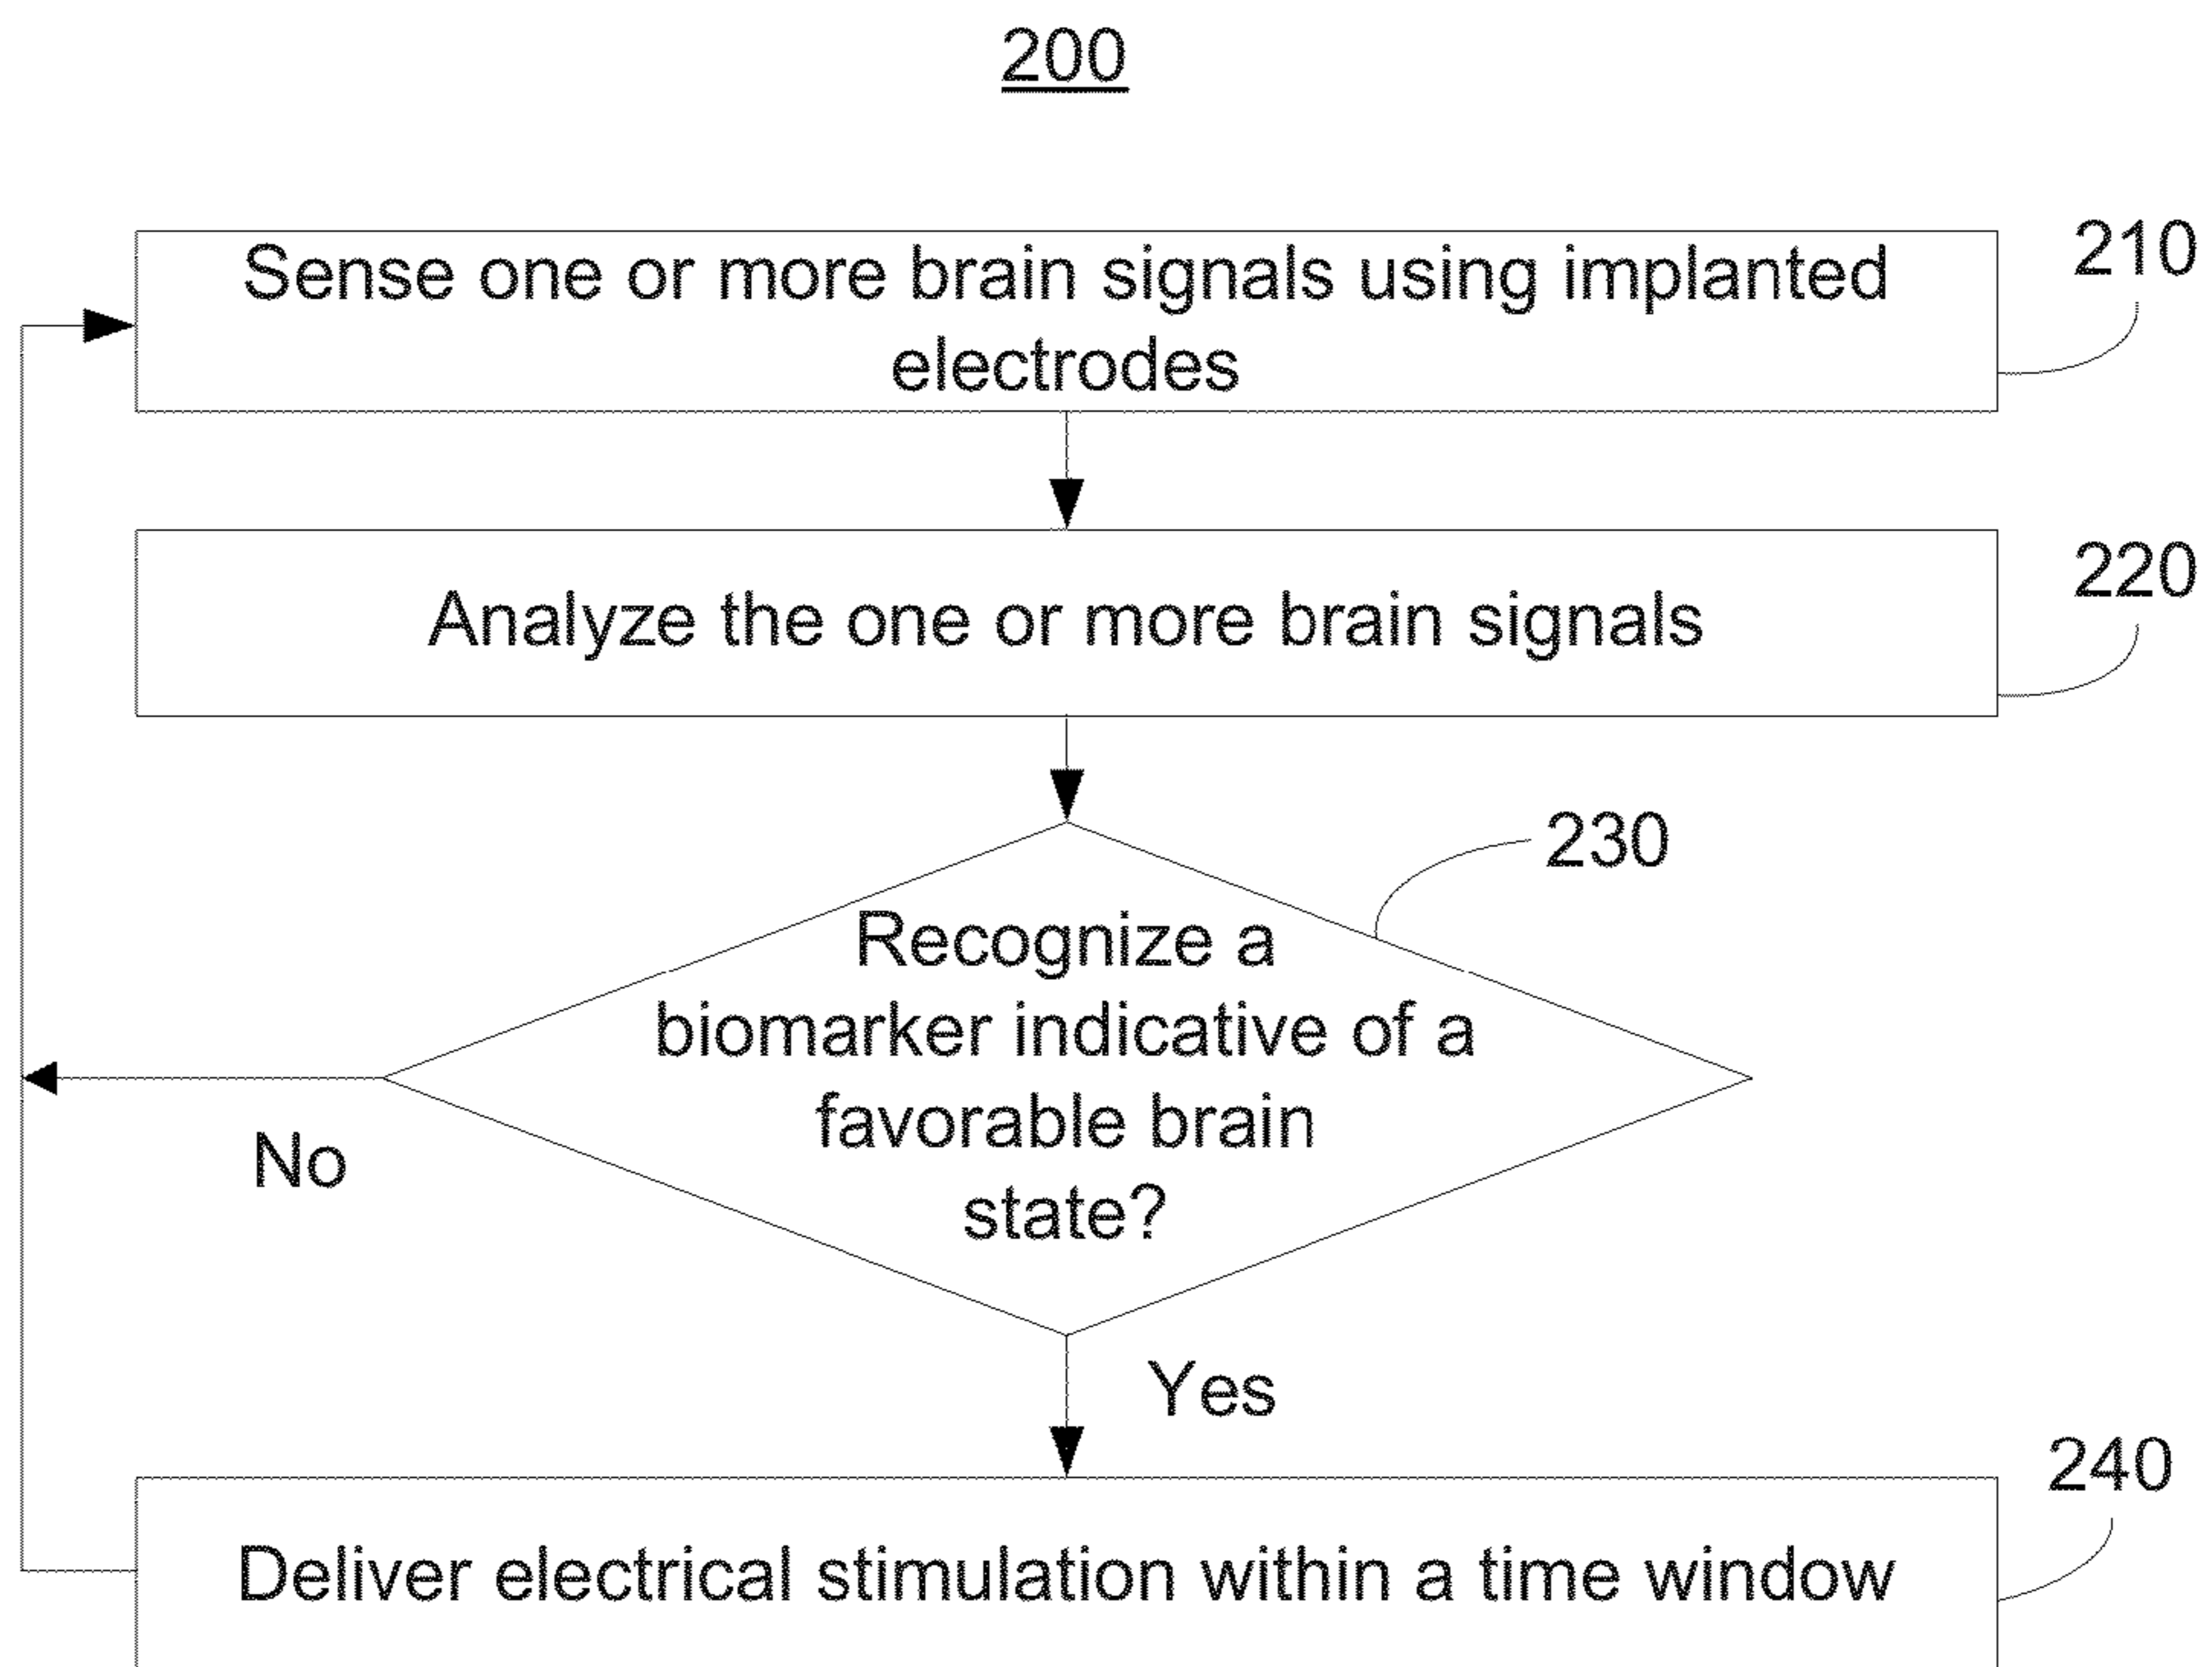 200
Sense one or more brain signals using implanted
electrodes
210
Analyze the one or more brain signals
220
230
Recognize a
biomarker indicative of a
favorable brain
state?
No
Yes
240
Deliver electrical stimulation within a time window